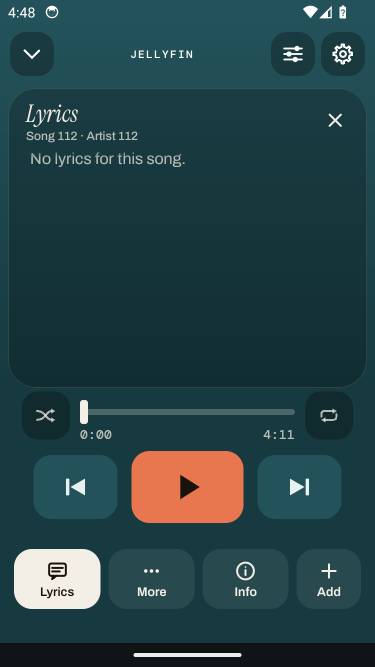 4:48
JELLYFIN
Lyrics
Song 112 · Artist 112
No lyrics for this song.
0:00
4:11
Lyrics
More
Info
Add